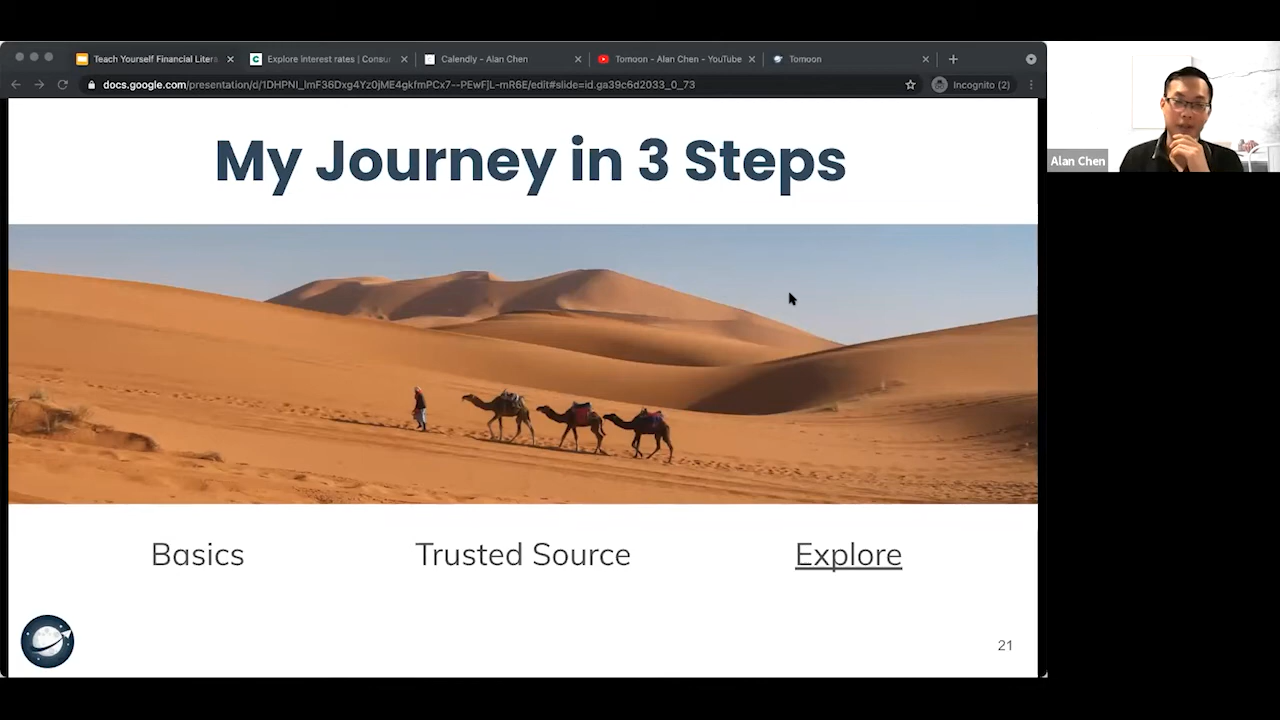 Teach Yourself Financial Litera
Explore interest rates | Consur
Calendly - Alan Chen
Tomoon - Alan Chen - YouTube
Tomoon
docs.google.com/presentation/d/1DHPNI_lmF36Dxg4Yz0jME4gkfmPCx7--PEwFjL-mR6E/edit#slide=id.ga39c6d2033_0_73
Incognito (2)
Alan Chen
My Journey in 3 Steps
Basics
Trusted Source
Explore
21